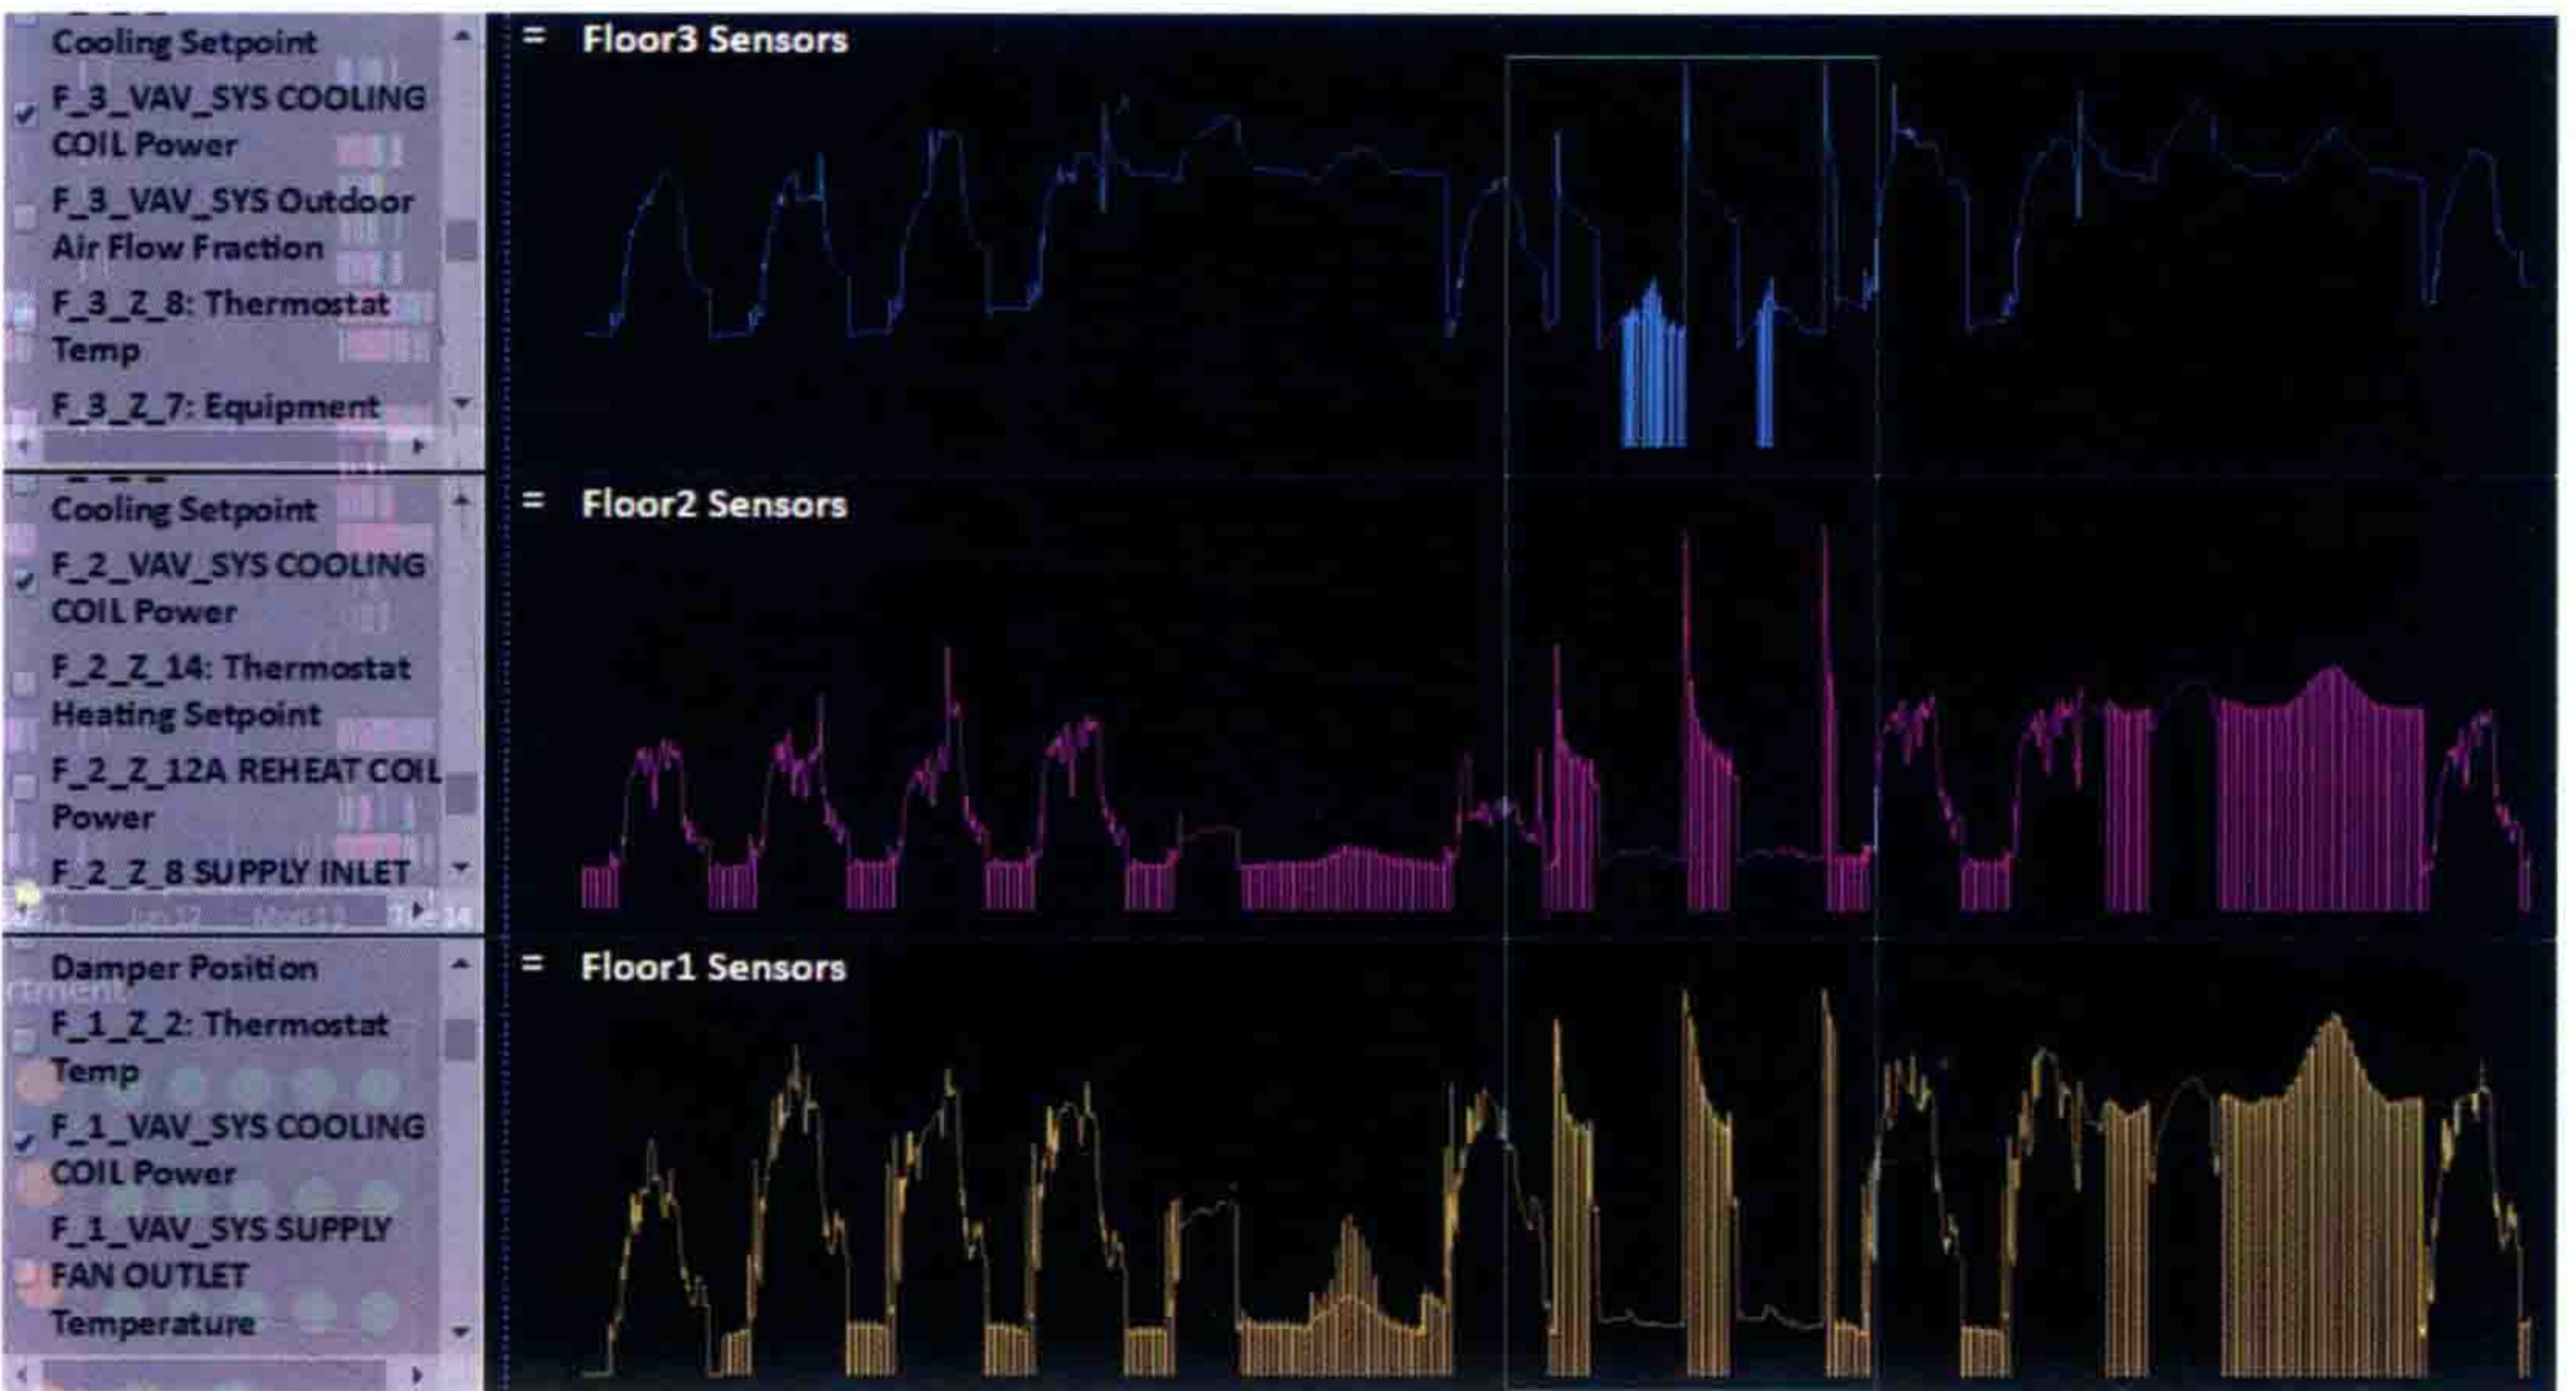 Cooling Setpoint
F_3_VAV_SYS COOLING
COIL Power
F_3_VAV_SYS Outdoor
Air Flow Fraction
F_3_Z_8: Thermostat
Temp
F_3_Z_7: Equipment
= Floor3 Sensors
Cooling Setpoint
F_2_VAV_SYS COOLING
COIL Power
F_2_Z_14: Thermostat
Heating Setpoint
F_2_Z_12A REHEAT COIL
Power
F_2_Z_8 SUPPLY INLET
= Floor2 Sensors
Damper Position
rtment
F_1_Z_2: Thermostat
Temp
F_1_VAV_SYS COOLING
COIL Power
F_1_VAV_SYS SUPPLY
FAN OUTLET
Temperature
= Floor1 Sensors